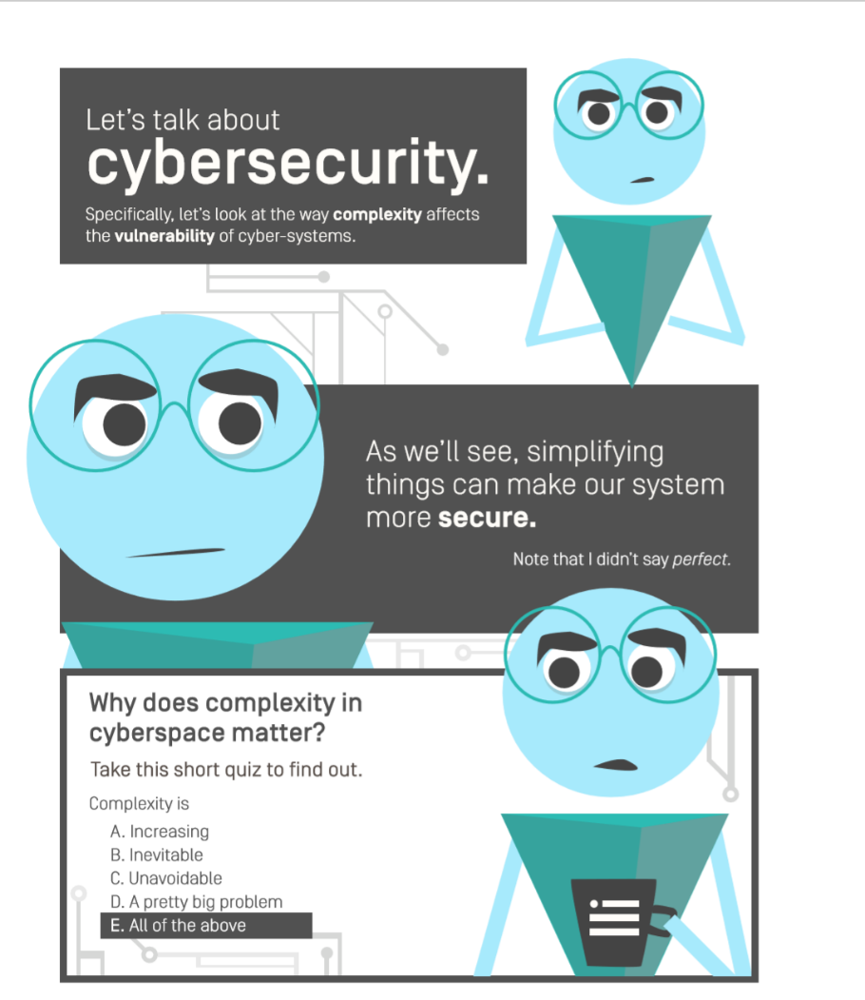 Let's talk about
cybersecurity.
Specifically, let's look at the way complexity affects
the vulnerability of cyber-systems.
As we'll see, simplifying
things can make our system
more secure.
Note that I didn't say perfect.
Why does complexity in
cyberspace matter?
Take this short quiz to find out.
Complexity is
A. Increasing
B. Inevitable
C. Unavoidable
D. A pretty big problem
E. All of the above